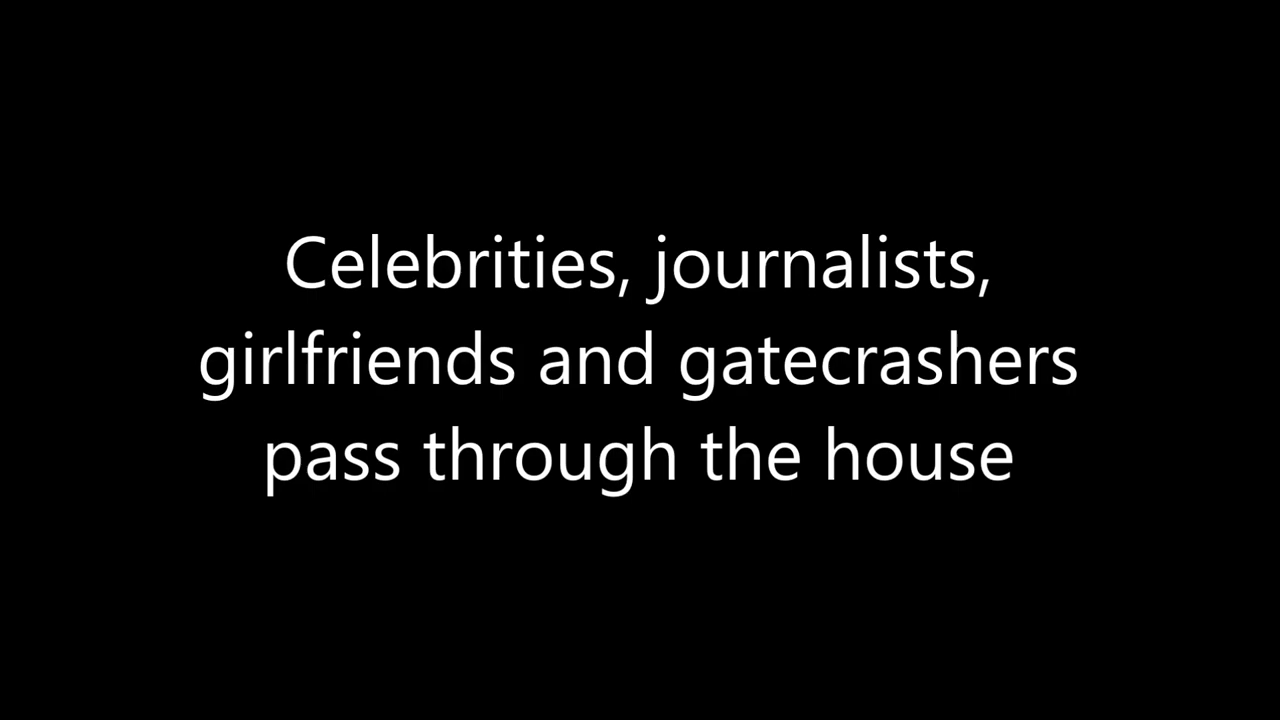 Celebrities, journalists,
girlfriends and gatecrashers
pass through the house